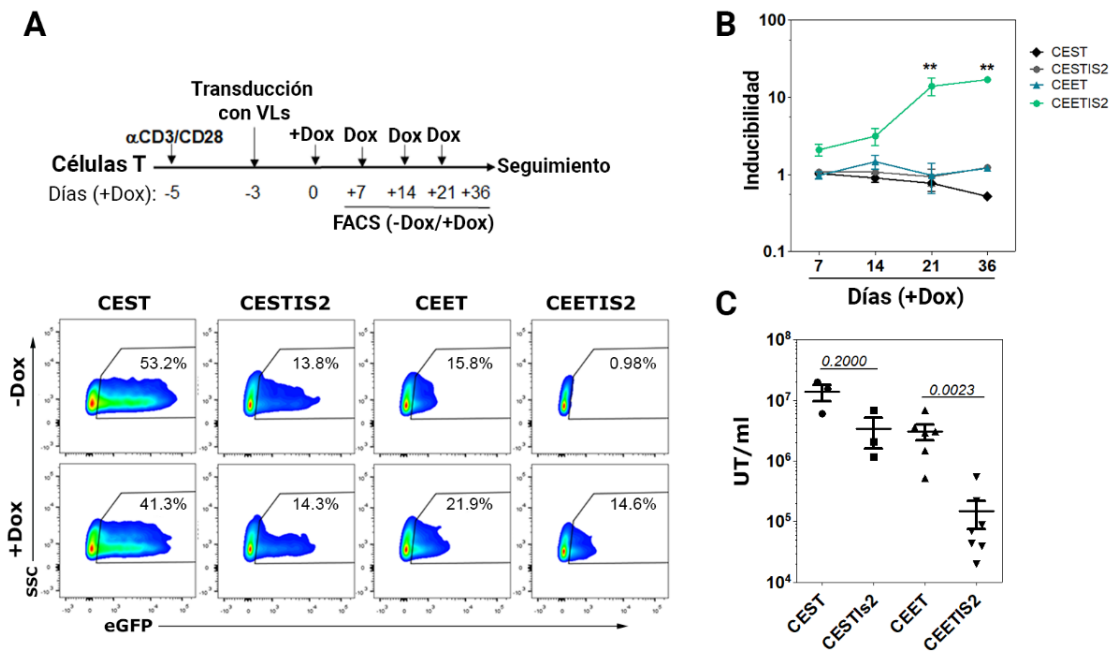 A
Transducción
con VLs
αCD3/CD28
+Dox Dox Dox Dox
Células T
Seguimiento
Días (+Dox): -5 -3 0 +7 +14 +21 +36
FACS (-Dox/+Dox)
CEST CESTIS2 CEET CEETIS2
-Dox
53.2% 13.8% 15.8% 0.98%
+Dox
41.3% 14.3% 21.9% 14.6%
SSC
eGFP
B
Inducibilidad
100
10
1
0.1
** **
7 14 21 36
Días (+Dox)
CEST
CESTIS2
CEET
CEETIS2
C
UT/ml
10⁸
10⁷
10⁶
10⁵
10⁴
0.2000
0.0023
CEST CESTIs2 CEET CEETIS2